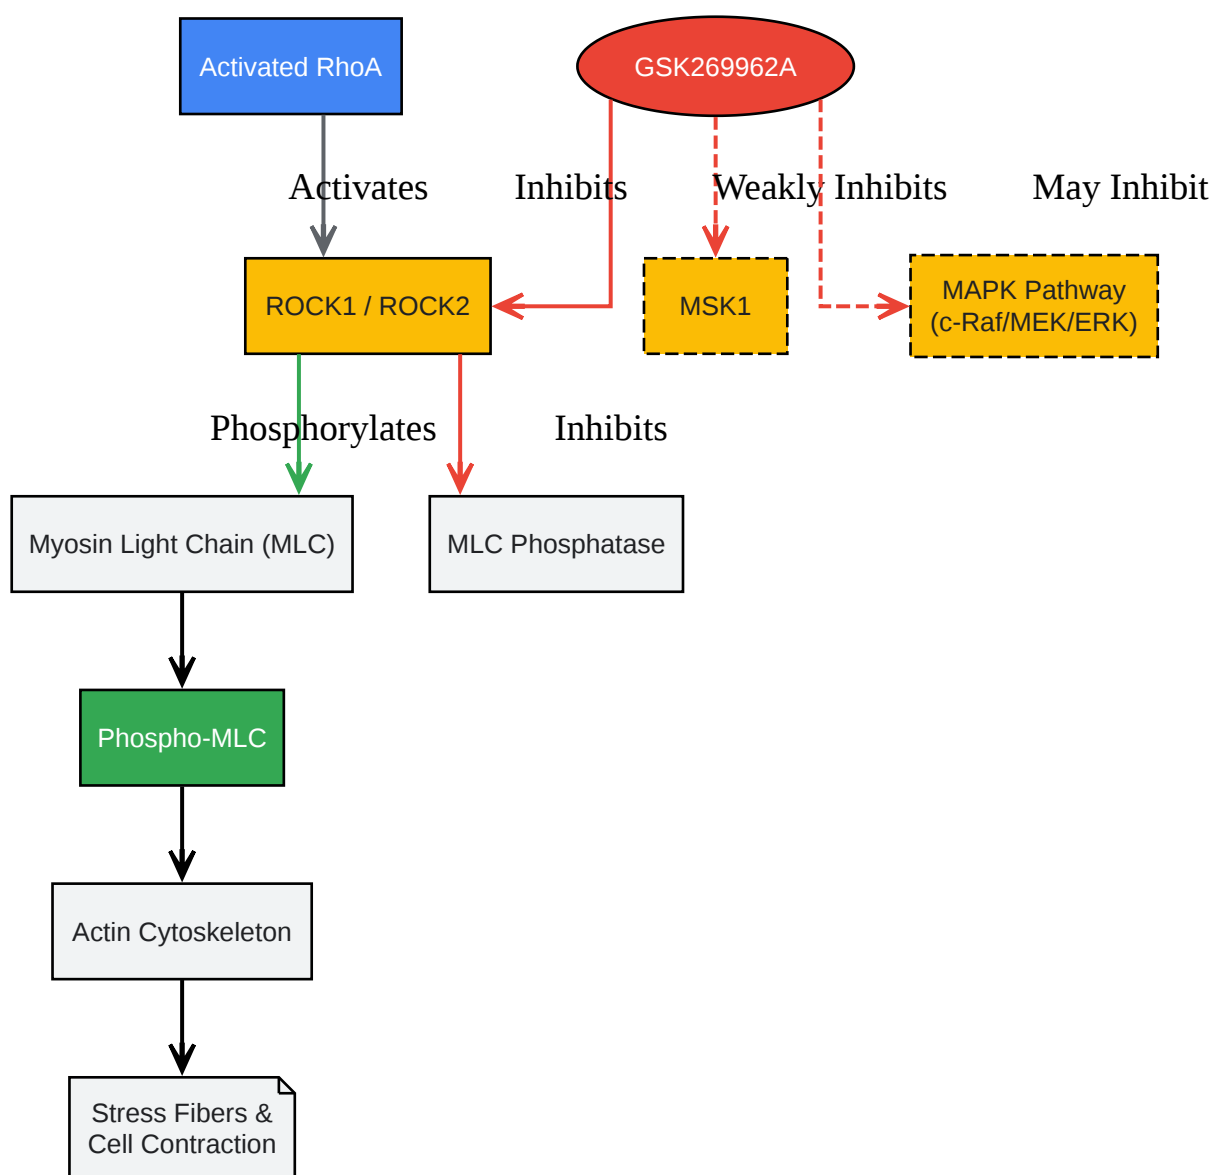 Activated RhoA
GSK269962A
Activates
Inhibits
Weakly Inhibits
May Inhibit
ROCK1 / ROCK2
MSK1
MAPK Pathway
(c-Raf/MEK/ERK)
Phosphorylates
Inhibits
Myosin Light Chain (MLC)
MLC Phosphatase
Phospho-MLC
Actin Cytoskeleton
Stress Fibers &
Cell Contraction